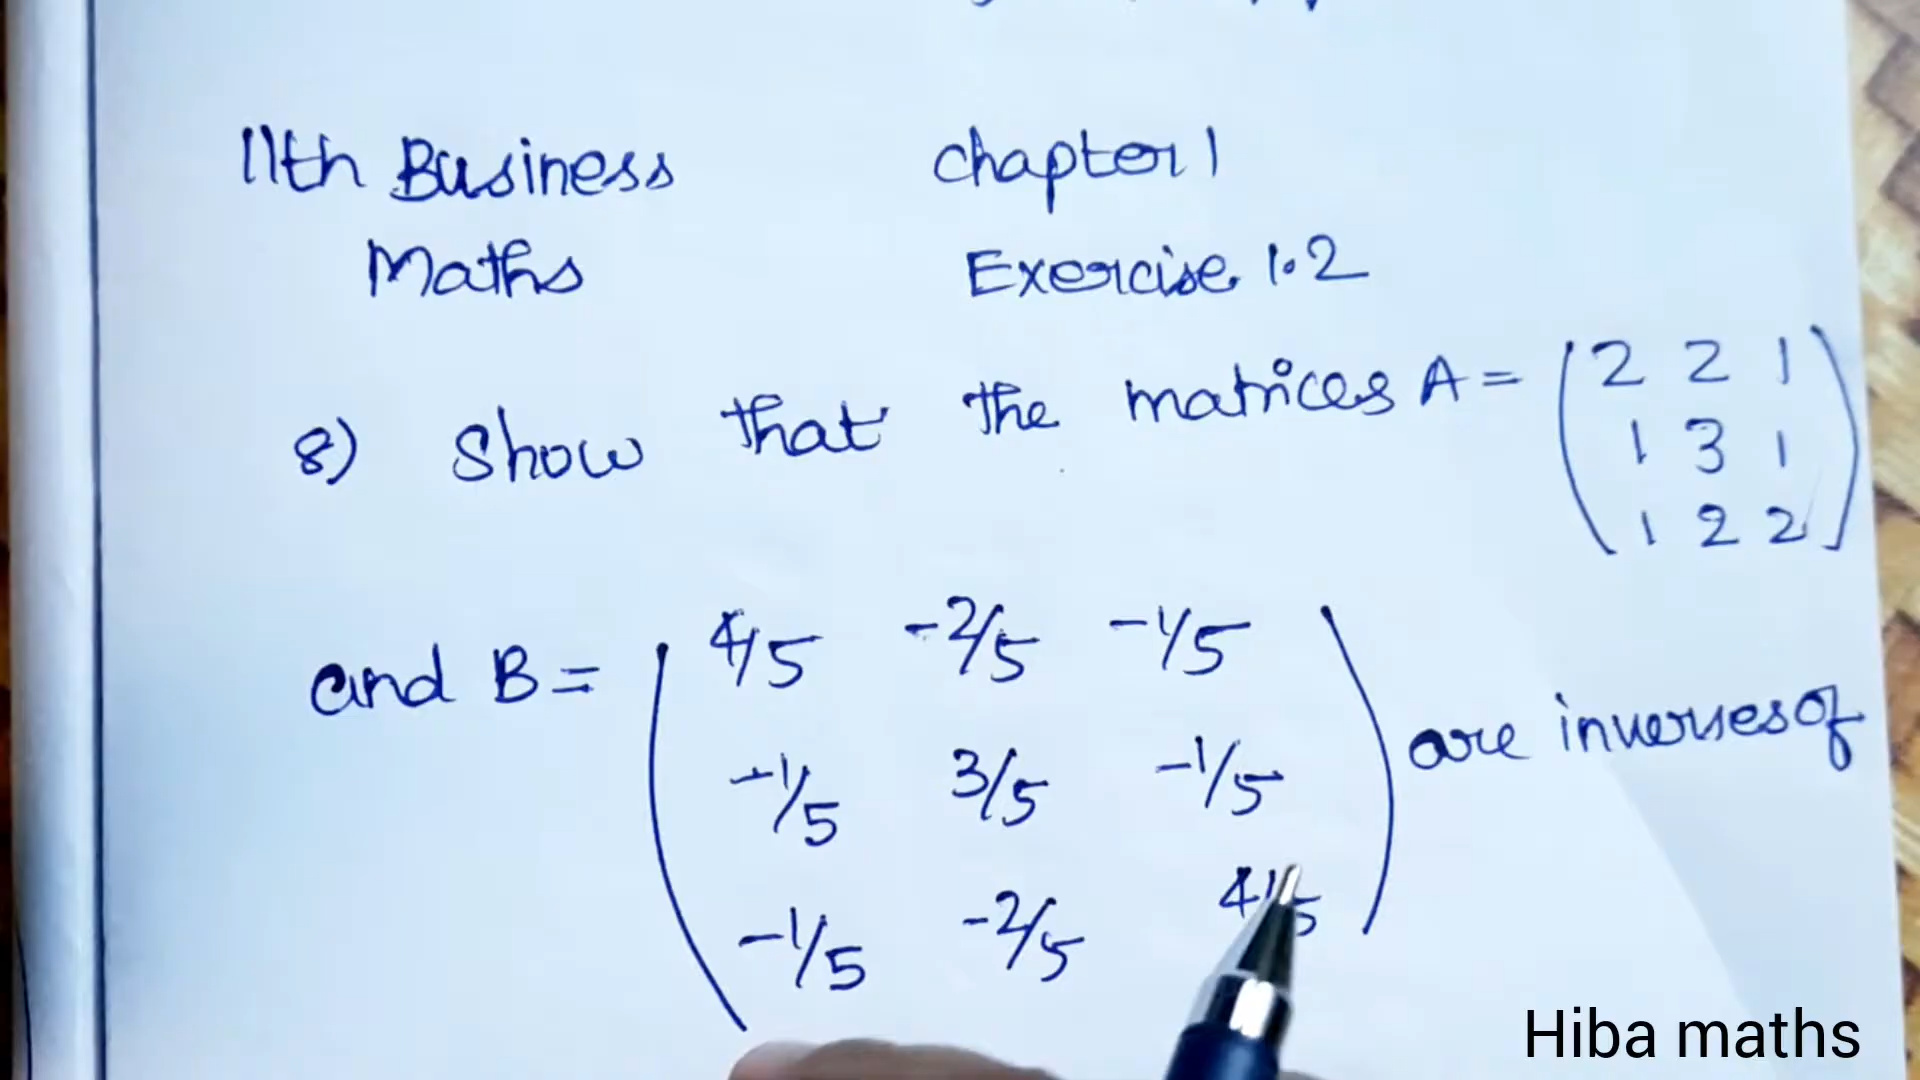 11th Business Chapter 1
Maths Exercise 1.2
8) Show that the matrices A = ( 2 2 1
1 3 1
1 2 2 )
and B = ( 4/5 -2/5 -1/5
-1/5 3/5 -1/5 are inverses of
-1/5 -2/5 4/5 )
Hiba maths